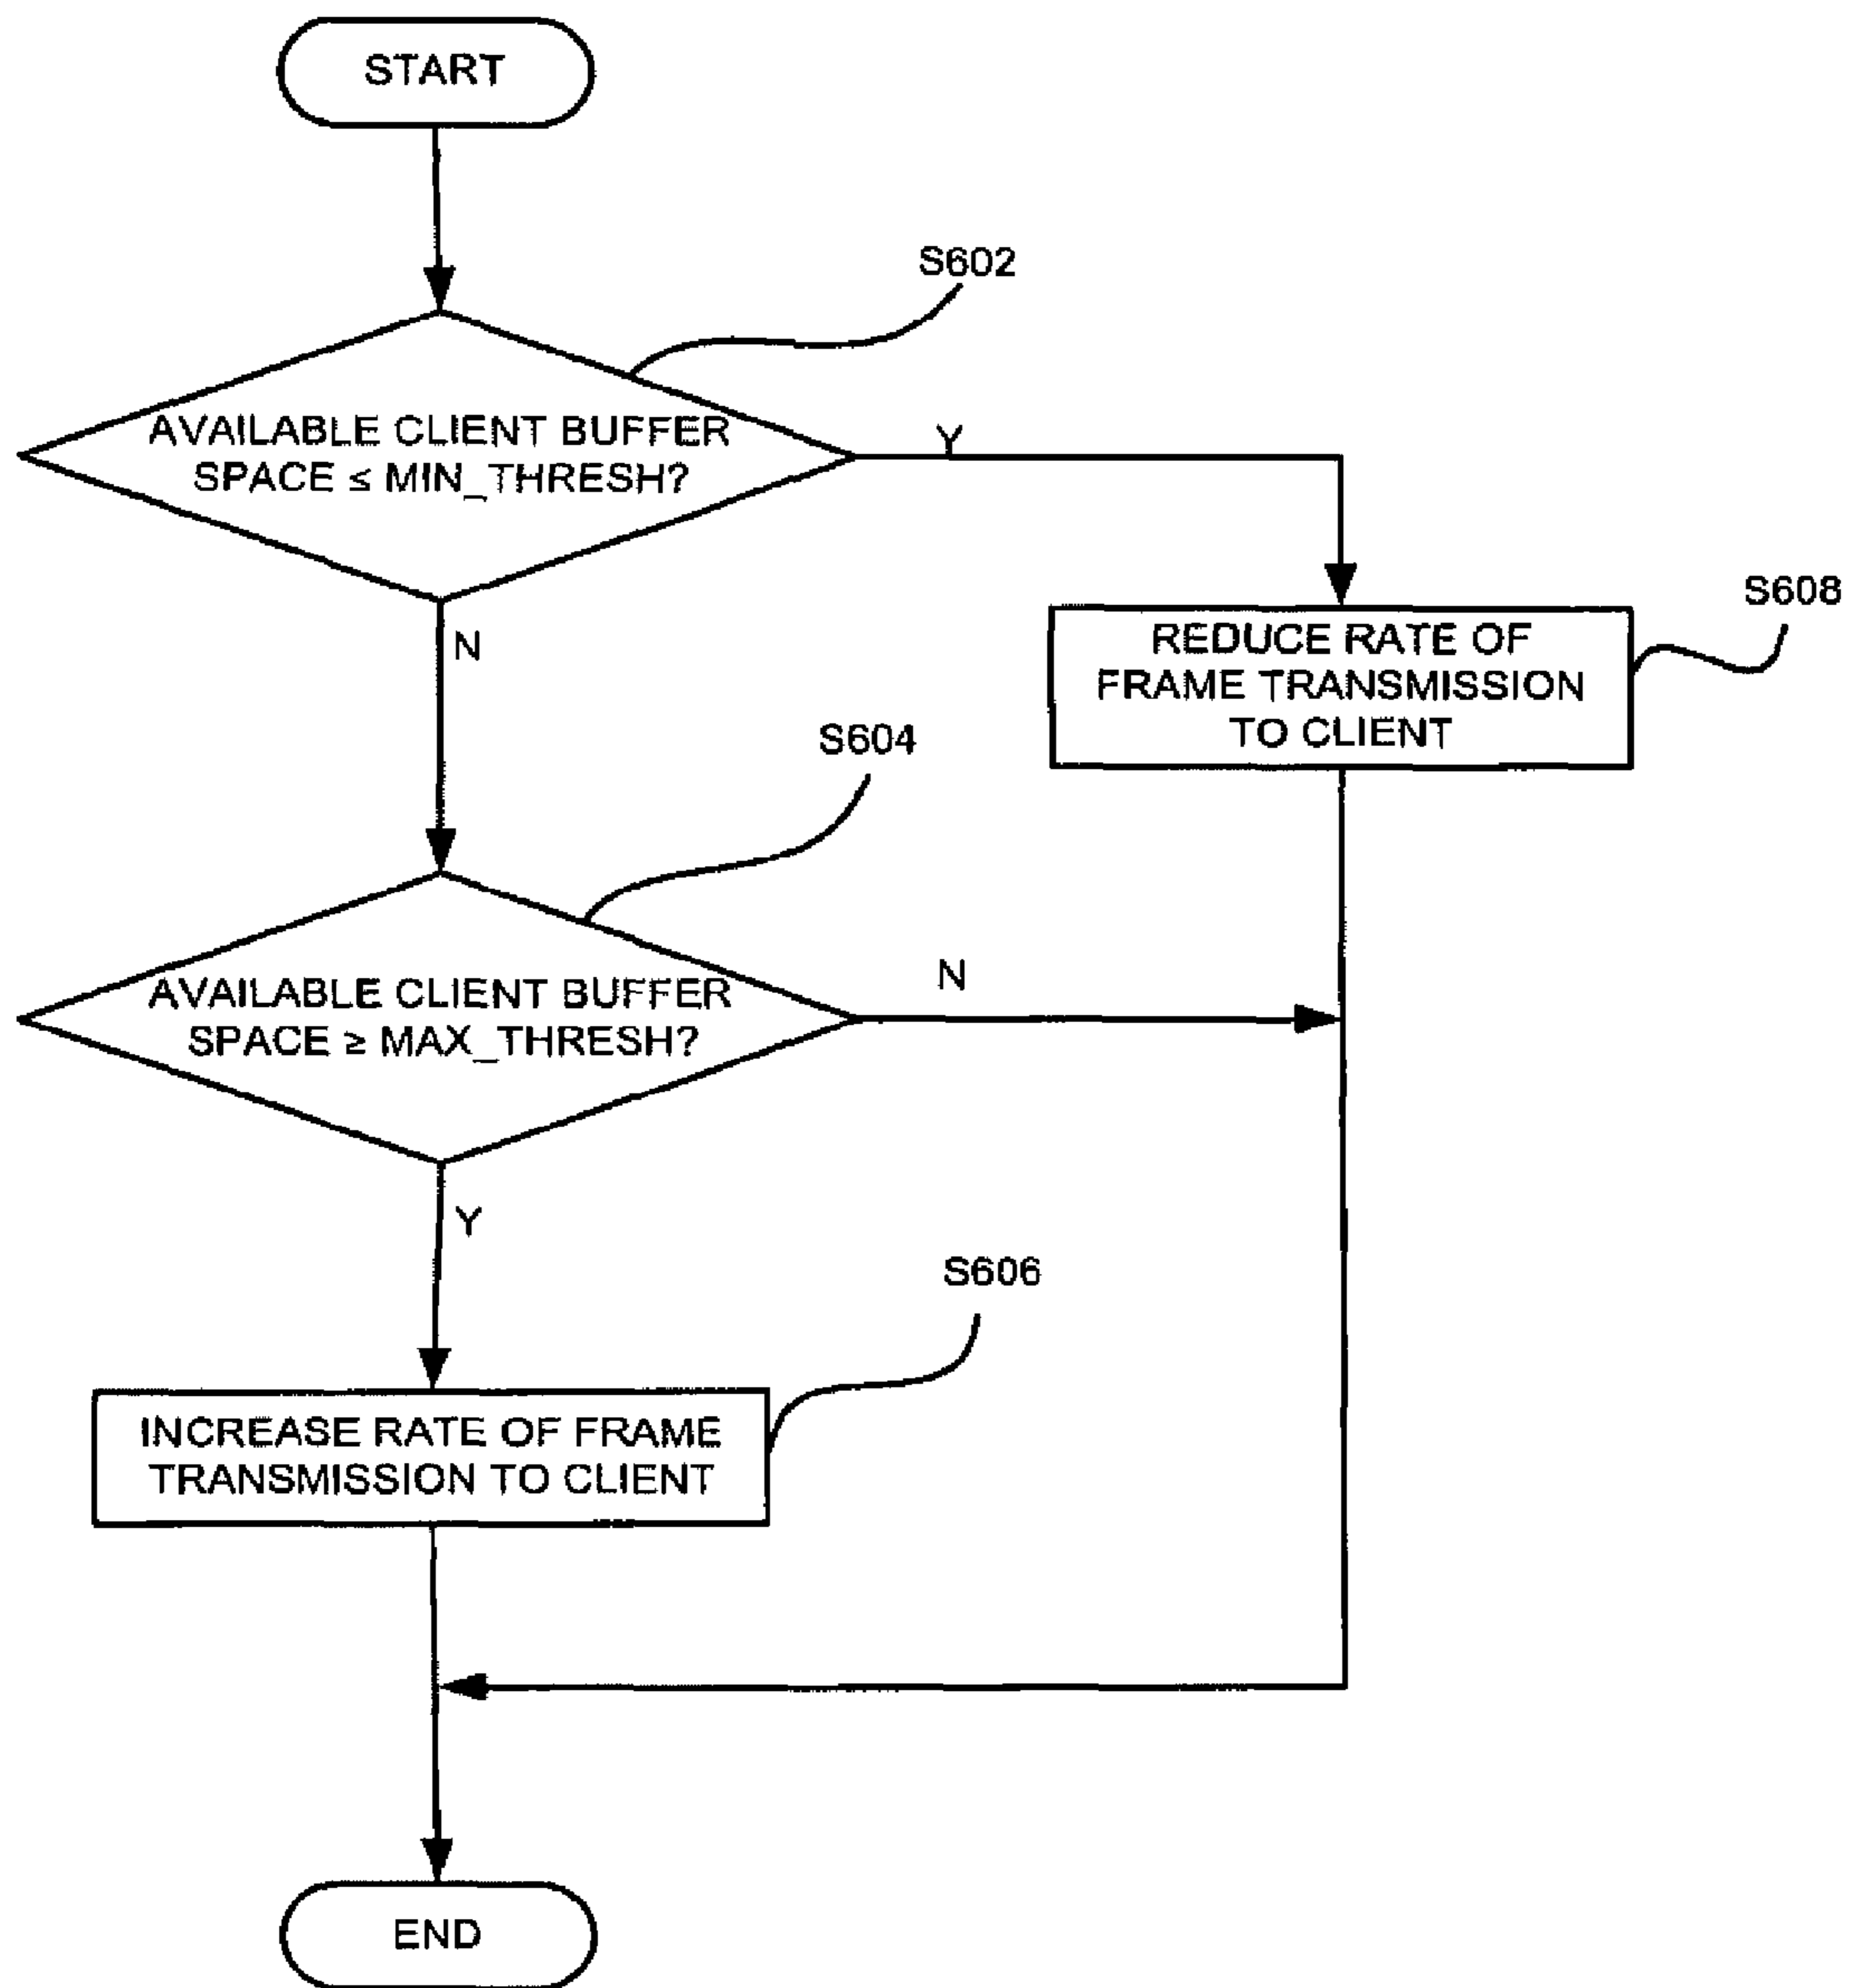 START
S602
AVAILABLE CLIENT BUFFER
SPACE ≤ MIN_THRESH?
Y
N
S608
REDUCE RATE OF
FRAME TRANSMISSION
TO CLIENT
S604
AVAILABLE CLIENT BUFFER
SPACE ≥ MAX_THRESH?
N
Y
S606
INCREASE RATE OF FRAME
TRANSMISSION TO CLIENT
END